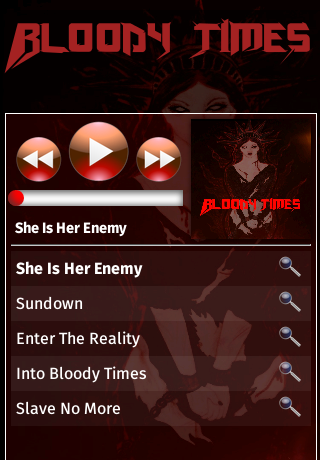 BLOODY TIMES
BLOODY TIMES
She Is Her Enemy
She Is Her Enemy
Sundown
Enter The Reality
Into Bloody Times
Slave No More